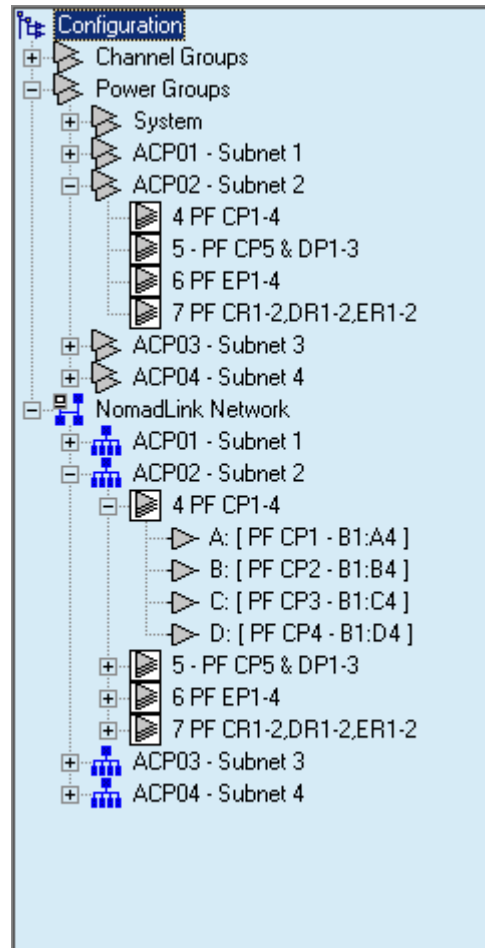 Configuration
Channel Groups
Power Groups
System
ACP01 - Subnet 1
ACP02 - Subnet 2
4 PF CP1-4
5 - PF CP5 & DP1-3
6 PF EP1-4
7 PF CR1-2,DR1-2,ER1-2
ACP03 - Subnet 3
ACP04 - Subnet 4
NomadLink Network
ACP01 - Subnet 1
ACP02 - Subnet 2
4 PF CP1-4
A: [ PF CP1 - B1:A4 ]
B: [ PF CP2 - B1:B4 ]
C: [ PF CP3 - B1:C4 ]
D: [ PF CP4 - B1:D4 ]
5 - PF CP5 & DP1-3
6 PF EP1-4
7 PF CR1-2,DR1-2,ER1-2
ACP03 - Subnet 3
ACP04 - Subnet 4